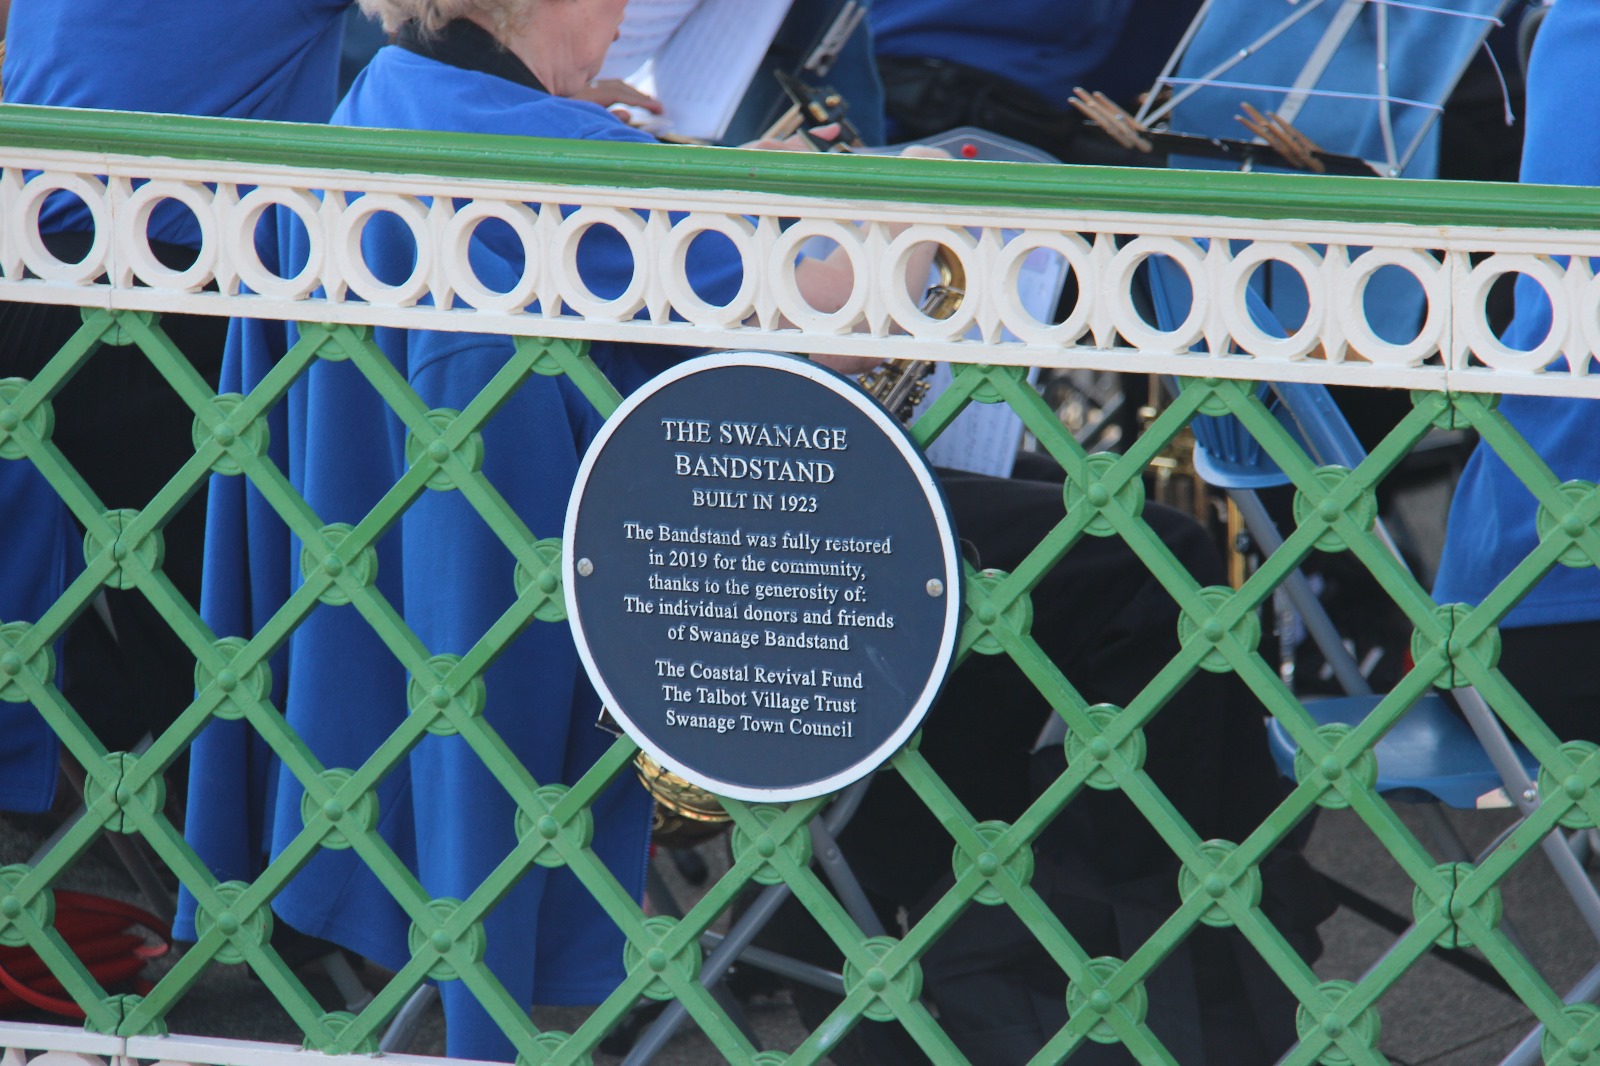 THE SWANAGE
BANDSTAND
BUILT IN 1923
The Bandstand was fully restored
in 2019 for the community,
thanks to the generosity of:
The individual donors and friends
of Swanage Bandstand
The Coastal Revival Fund
The Talbot Village Trust
Swanage Town Council